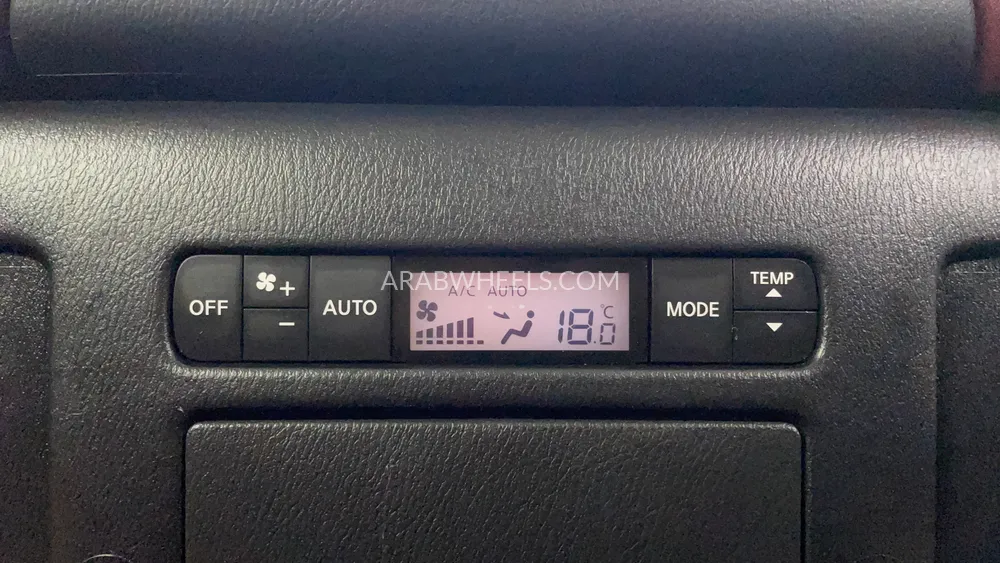 ARABWHEELS.COM
OFF
+
-
AUTO
A/C AUTO
18.0 °C
MODE
TEMP